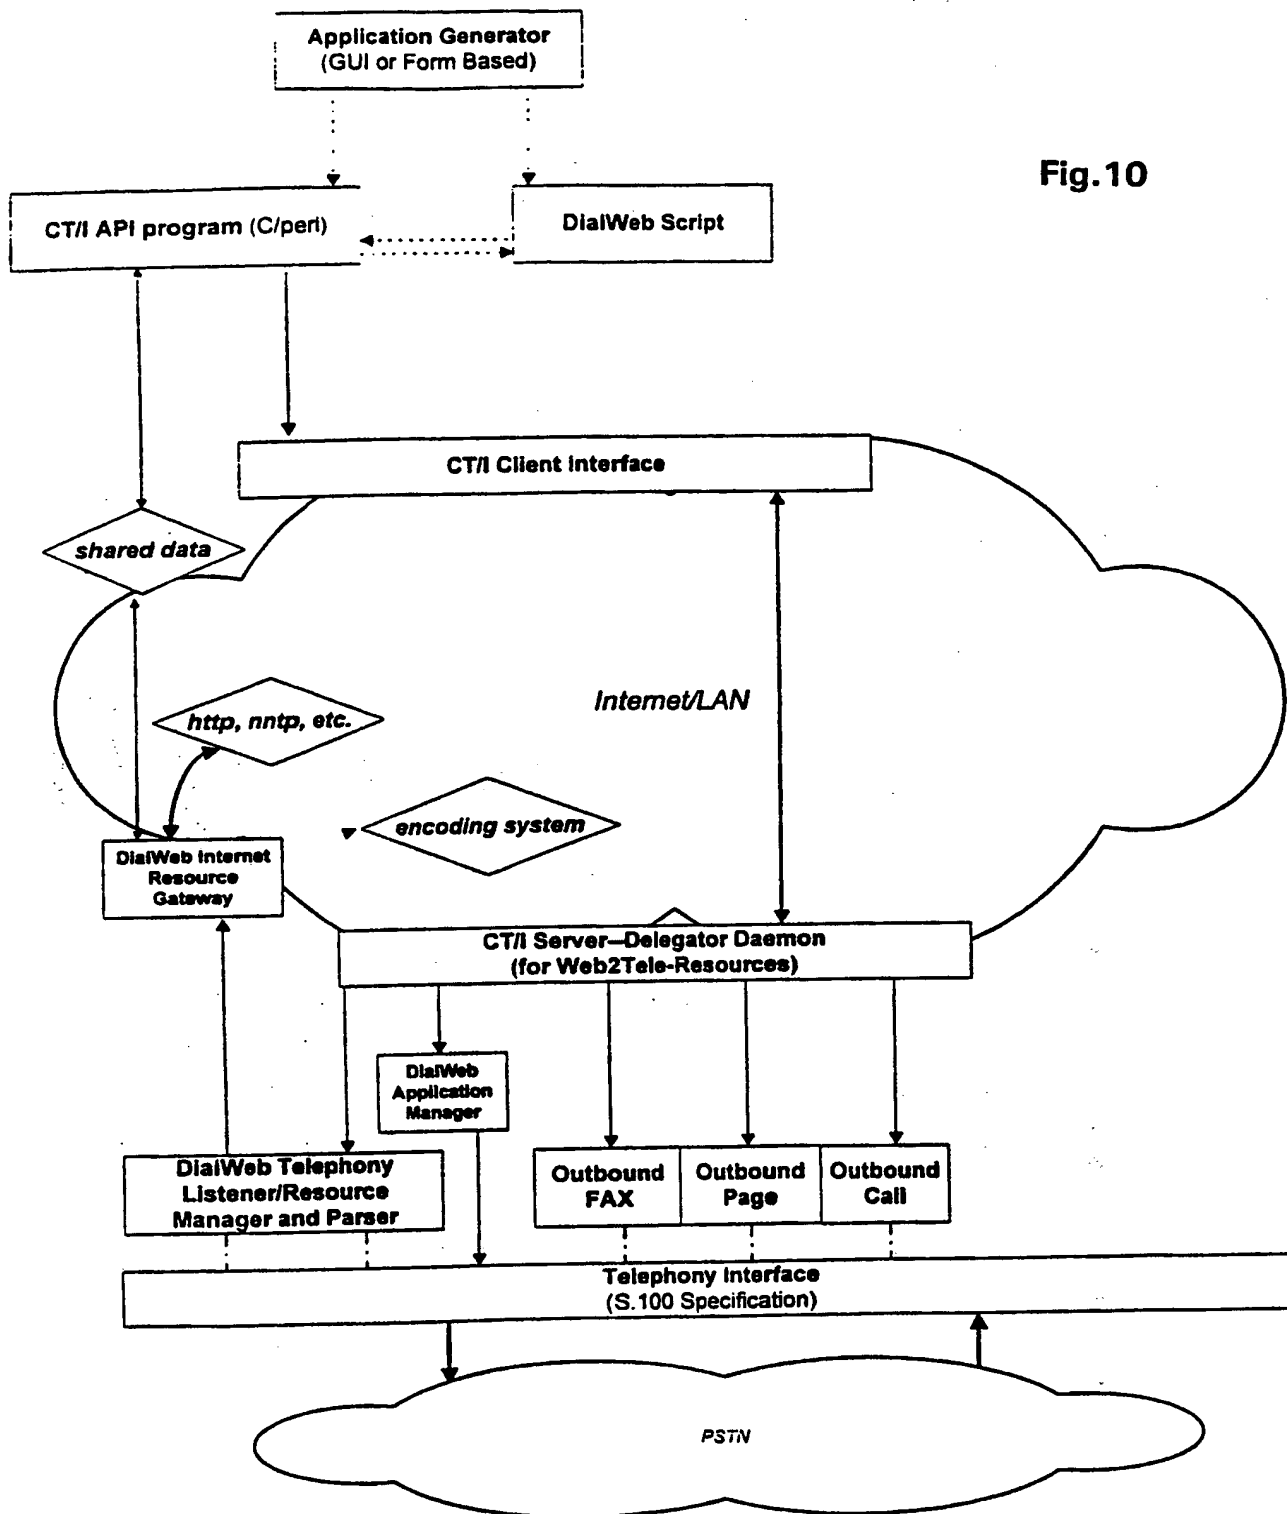 Application Generator
(GUI or Form Based)
Fig.10
CT/I API program (C/perl)
DialWeb Script
CT/I Client Interface
shared data
Internet/LAN
http, nntp, etc.
encoding system
DialWeb Internet
Resource
Gateway
CT/I Server–Delegator Daemon
(for Web2Tele-Resources)
DialWeb
Application
Manager
DialWeb Telephony
Listener/Resource
Manager and Parser
Outbound
FAX
Outbound
Page
Outbound
Call
Telephony Interface
(S.100 Specification)
PSTN